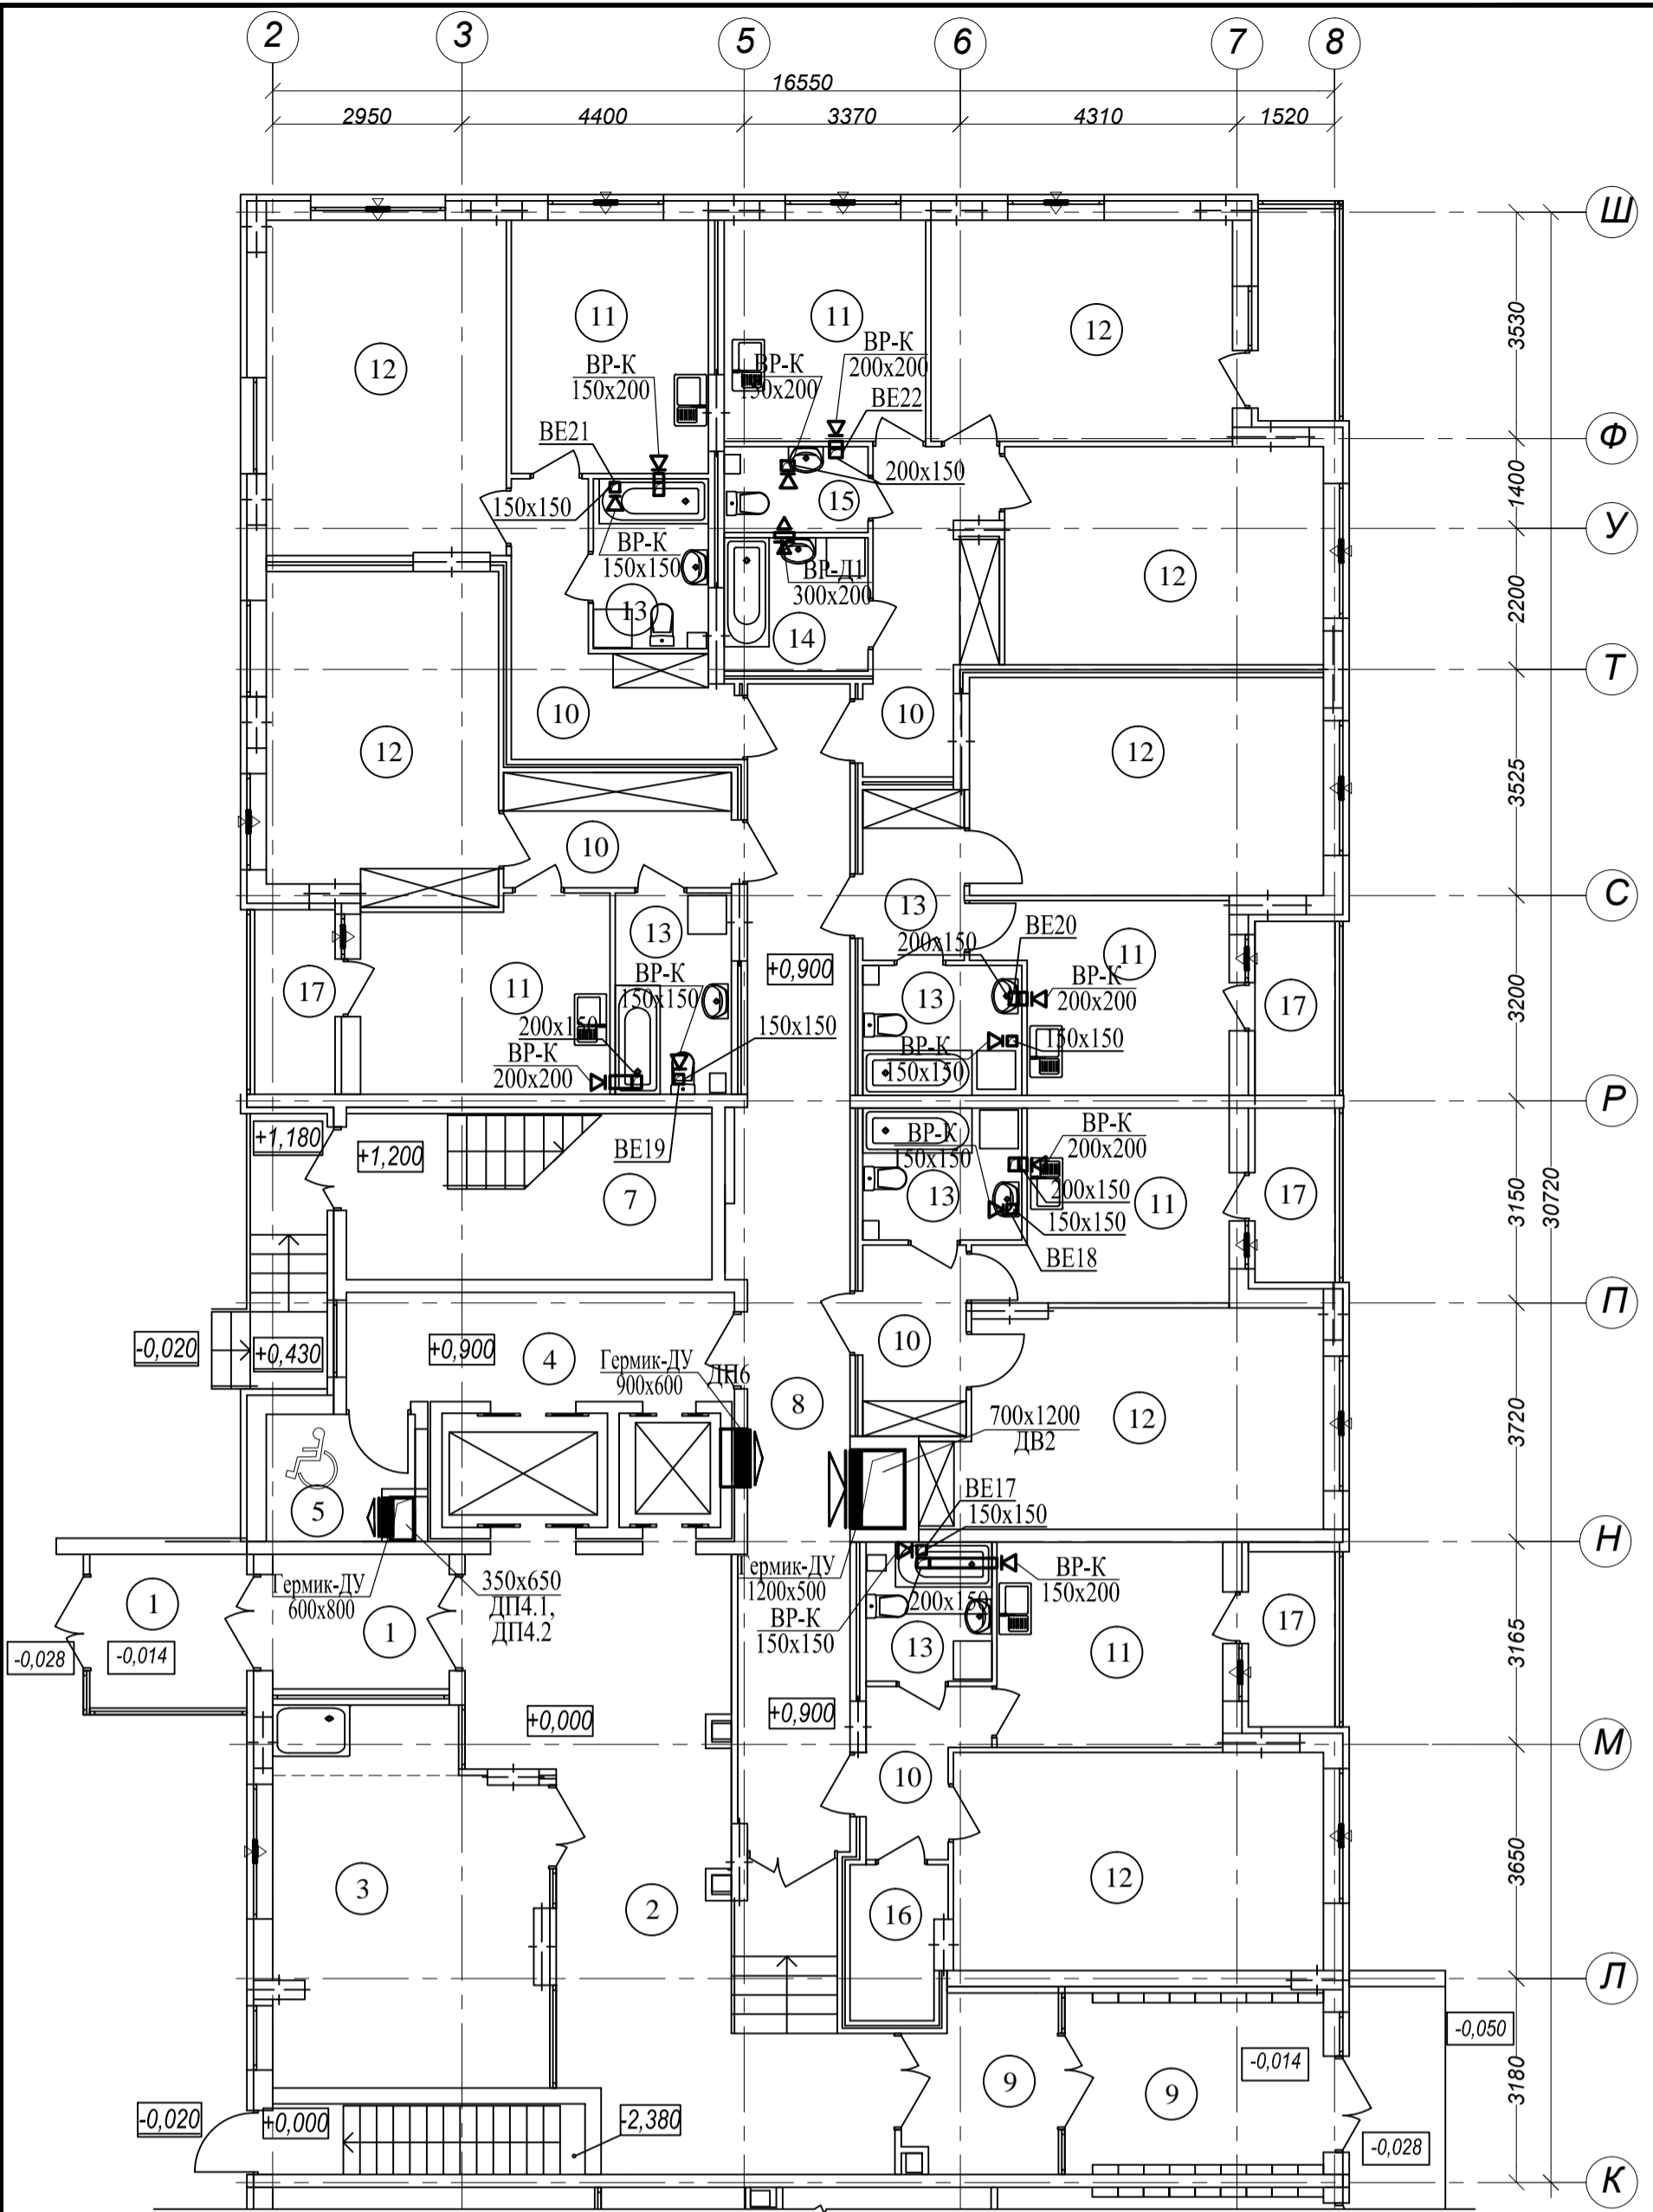 2 3 5 6 7 8
16550
2950 4400 3370 4310 1520
Ш
11 11 12
3530
12
ВР-К
200x200
ВР-К
150x200
ВР-К
150x200
ВЕ22
ВЕ21
Ф
200x150
15
1400
150x150
У
ВР-К
150x150
ВР-Д1
300x200
12
2200
13
14
Т
10 10
12 12
3525
10
С
13
13
200x150
ВЕ20
11
+0,900
ВР-К
150x150
ВР-К
200x200
17
11
13
17
3200
200x150
150x150
150x150
ВР-К
200x200
ВР-К
150x150
Р
+1,180
+1,200
ВЕ19
ВР-К
150x150
ВР-К
200x200
7
13
200x150
11
17
3150
30720
150x150
ВЕ18
П
-0,020
+0,430
+0,900
4
10
Гермик-ДУ
900x600
ДП6
8
12
700x1200
ДВ2
3720
5
ВЕ17
150x150
Н
Гермик-ДУ
600x800
350x650
ДП4.1,
ДП4.2
Гермик-ДУ
1200x500
ВР-К
150x200
1
1
200x150
ВР-К
150x150
13
11
17
3165
-0,028
-0,014
+0,000
+0,900
М
10
3
2
12
3650
16
Л
-0,050
9
-0,014
9
3180
-0,020
+0,000
-2,380
-0,028
К